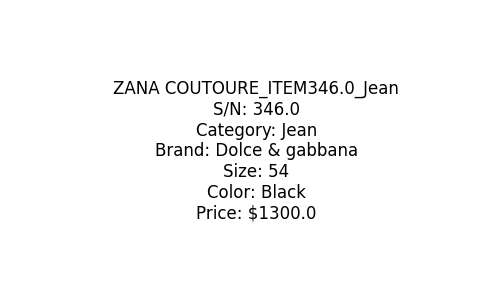 ZANA COUTOURE_ITEM346.0_Jean
S/N: 346.0
Category: Jean
Brand: Dolce & gabbana
Size: 54
Color: Black
Price: $1300.0